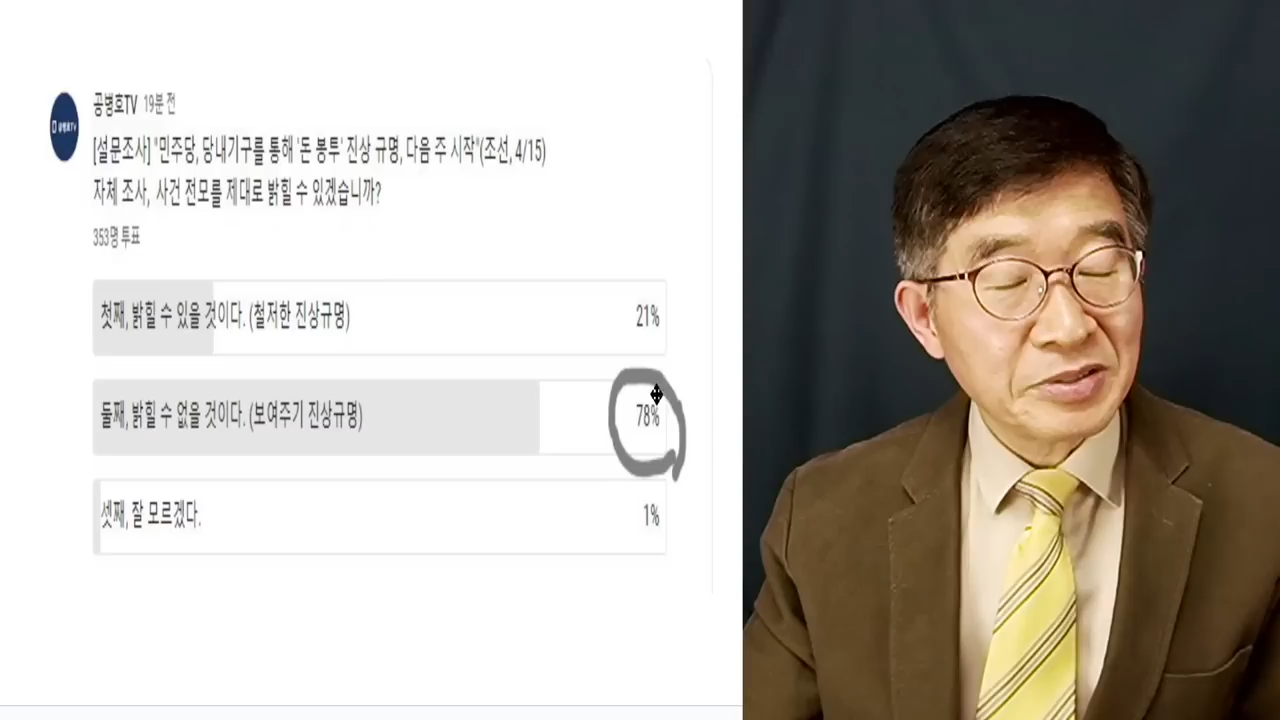 공병호TV
공병호TV 19분 전
[설문조사] "민주당, 당내기구를 통해 '돈 봉투' 진상 규명, 다음 주 시작"(조선, 4/15)
자체 조사, 사건 전모를 제대로 밝힐 수 있겠습니까?
353명 투표
첫째, 밝힐 수 있을 것이다. (철저한 진상규명) 21%
둘째, 밝힐 수 없을 것이다. (보여주기 진상규명) 78%
셋째, 잘 모르겠다. 1%